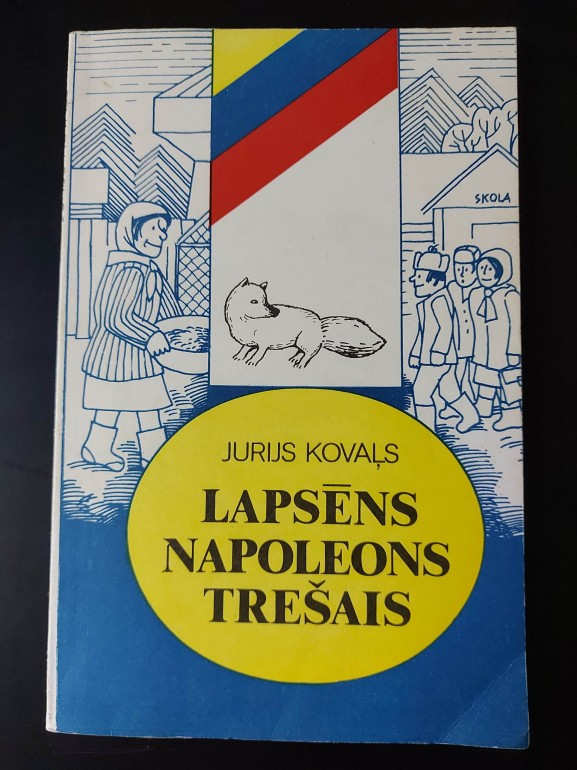 SKOLA
JURIJS KOVAĻS
LAPSĒNS
NAPOLEONS
TREŠAIS